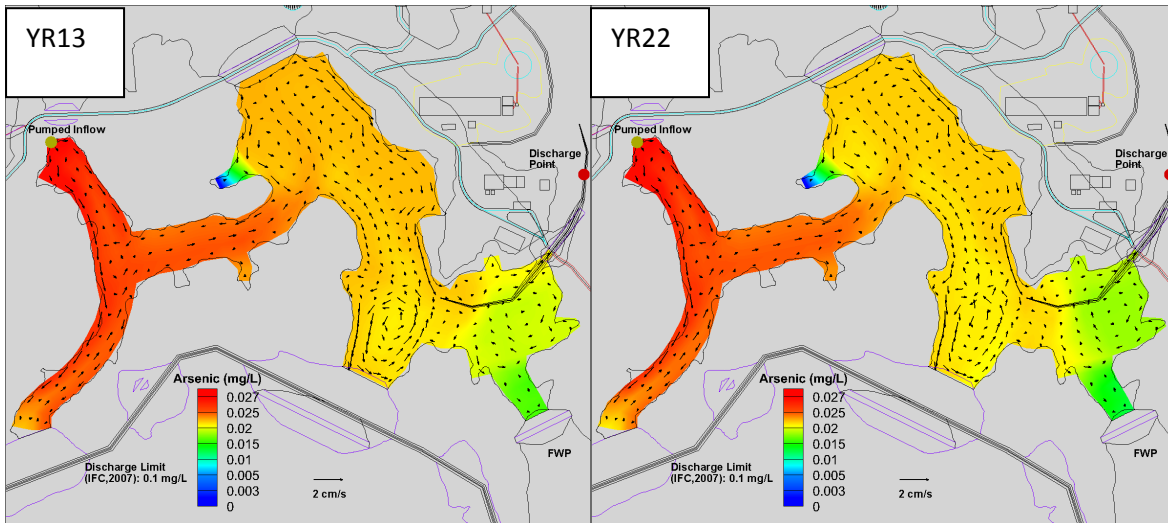 YR13
Pumped Inflow
Discharge
Point
Arsenic (mg/L)
0.027
0.025
0.02
0.015
0.01
0.005
0.003
0
Discharge Limit
(IFC,2007): 0.1 mg/L
2 cm/s
FWP
YR22
Pumped Inflow
Discharge
Point
Arsenic (mg/L)
0.027
0.025
0.02
0.015
0.01
0.005
0.003
0
Discharge Limit
(IFC,2007): 0.1 mg/L
2 cm/s
FWP